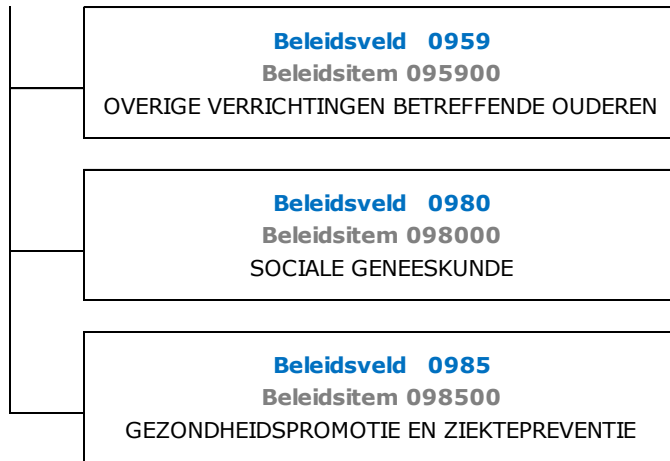 Beleidsveld 0959
Beleidsitem 095900
OVERIGE VERRICHTINGEN BETREFFENDE OUDEREN
Beleidsveld 0980
Beleidsitem 098000
SOCIALE GENEESKUNDE
Beleidsveld 0985
Beleidsitem 098500
GEZONDHEIDSPROMOTIE EN ZIEKTEPREVENTIE